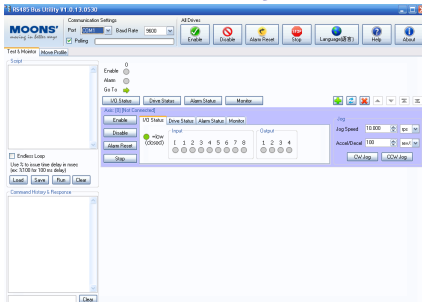 RS485 Bus Utility V1.0.13.0530
MOONS'
moving in better ways
Communication Settings
Port COM1 Baud Rate 9600
Polling
All Drives
Enable Disable Alarm Reset Stop Language(语言) Help About
Test & Monitor Move Profile
Script
0
Enable
Alarm
Go To
I/O Status Drive Status Alarm Status Monitor
Axis: [0] [Not Connected]
Enable
Disable
Alarm Reset
Stop
I/O Status Drive Status Alarm Status Monitor
=low (closed)
Input
1 2 3 4 5 6 7 8
Output
1 2 3 4
Jog
Jog Speed 10.000 rps
Accel/Decel 100
CW Jog CCW Jog
Endless Loop
Use % to issue time delay in msec
(ex: %100 for 100 ms delay)
Load Save Run Clear
Command History & Response
Clear